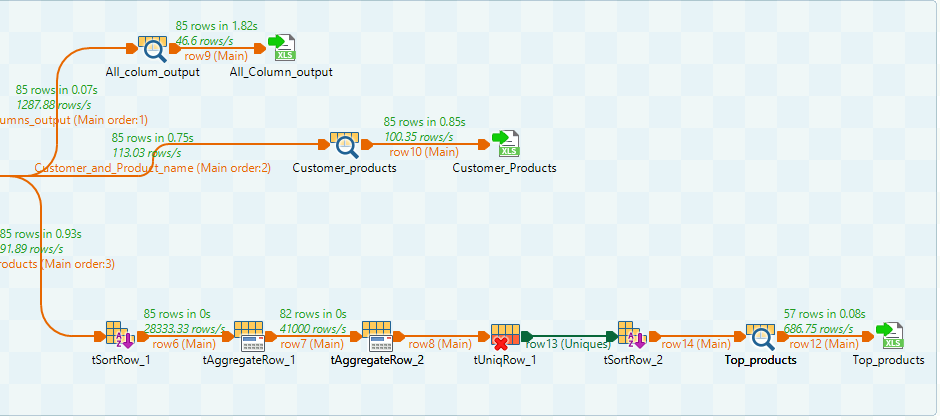 85 rows in 1.82s
46.6 rows/s
row9 (Main)
All_colum_output
All_Column_output
XLS
85 rows in 0.07s
1287.88 rows/s
umns_output (Main order:1)
85 rows in 0.75s
113.03 rows/s
Customer_and_Product_name (Main order:2)
85 rows in 0.85s
100.35 rows/s
row10 (Main)
Customer_products
Customer_Products
XLS
85 rows in 0.93s
91.89 rows/s
roducts (Main order:3)
85 rows in 0s
28333.33 rows/s
row6 (Main)
82 rows in 0s
41000 rows/s
row7 (Main)
row8 (Main)
row13 (Uniques)
row14 (Main)
57 rows in 0.08s
686.75 rows/s
row12 (Main)
XLS
tSortRow_1
tAggregateRow_1
tAggregateRow_2
tUniqRow_1
tSortRow_2
Top_products
Top_products